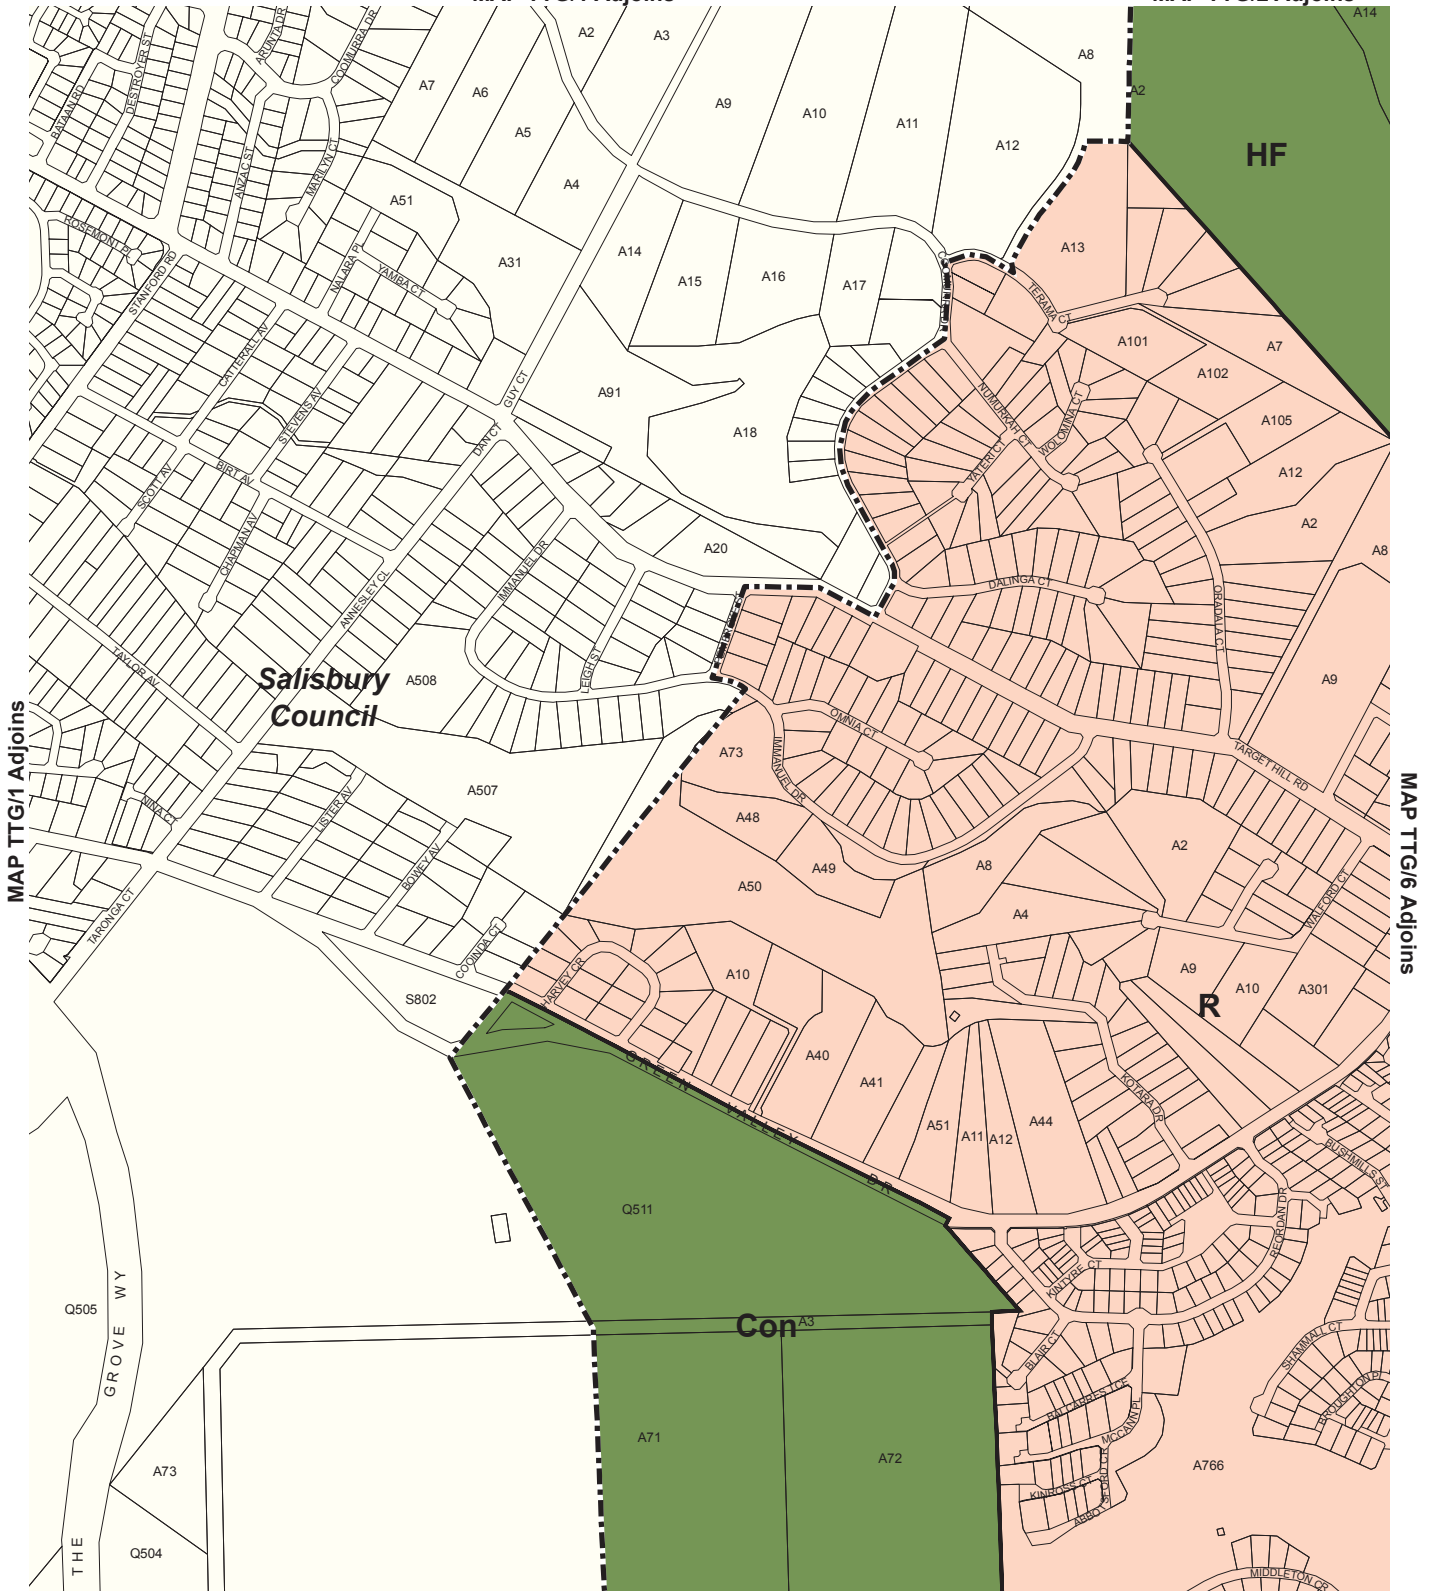 A14
A2
A3
A8
ARUNTA DR
COOMURRA DR
DESTROYER ST
A7
A6
A2
BATAAN RD
A9
A10
A11
A5
A12
HF
ANZAC ST
MARILYN CT
A4
A51
ROSEMONT PL
A13
A14
A31
NALARA PL
YAMBA CT
STANFORD RD
A15
A16
A17
TERAMA CT
A101
A7
CATTERALL AV
A102
GUY CT
A91
NUMURKAH CT
WOLOMINA CT
STEVENS AV
A105
A18
DAN CT
YATERI CT
BIRT AV
SCOTT AV
A12
A2
CHAPMAN AV
A20
A8
IMMANUEL DR
DALINGA CT
ANNESLEY CL
ORADALA CT
TAYLOR AV
LEIGH ST
Salisbury
Council
A508
A9
OMNIA CT
MAP TTG/1 Adjoins
A73
IMMANUEL DR
TARGET HILL RD
A507
NINA CT
LISTER AV
A48
MAP TTG/6 Adjoins
A2
BOWEY AV
A49
A8
A50
TARONGA CT
A4
WALFORD CT
COOINDA CT
HARVEY CR
A10
A9
A10
A301
S802
R
A40
GREEN
VALLEY
DR
A41
KOTARA DR
A51
A11
A12
A44
BUSHMILLS ST
Q511
REORDAN DR
KINTYRE CT
Q505
THE
GROVE
WY
Con
A3
SHAMMALL CT
BLAIR CT
BALCABRES TCE
BROUGHTON PL
MCCANN PL
A71
A72
A73
A766
KINROSS CT
ABBOTSFORD CR
Q504
MIDDLETON CR